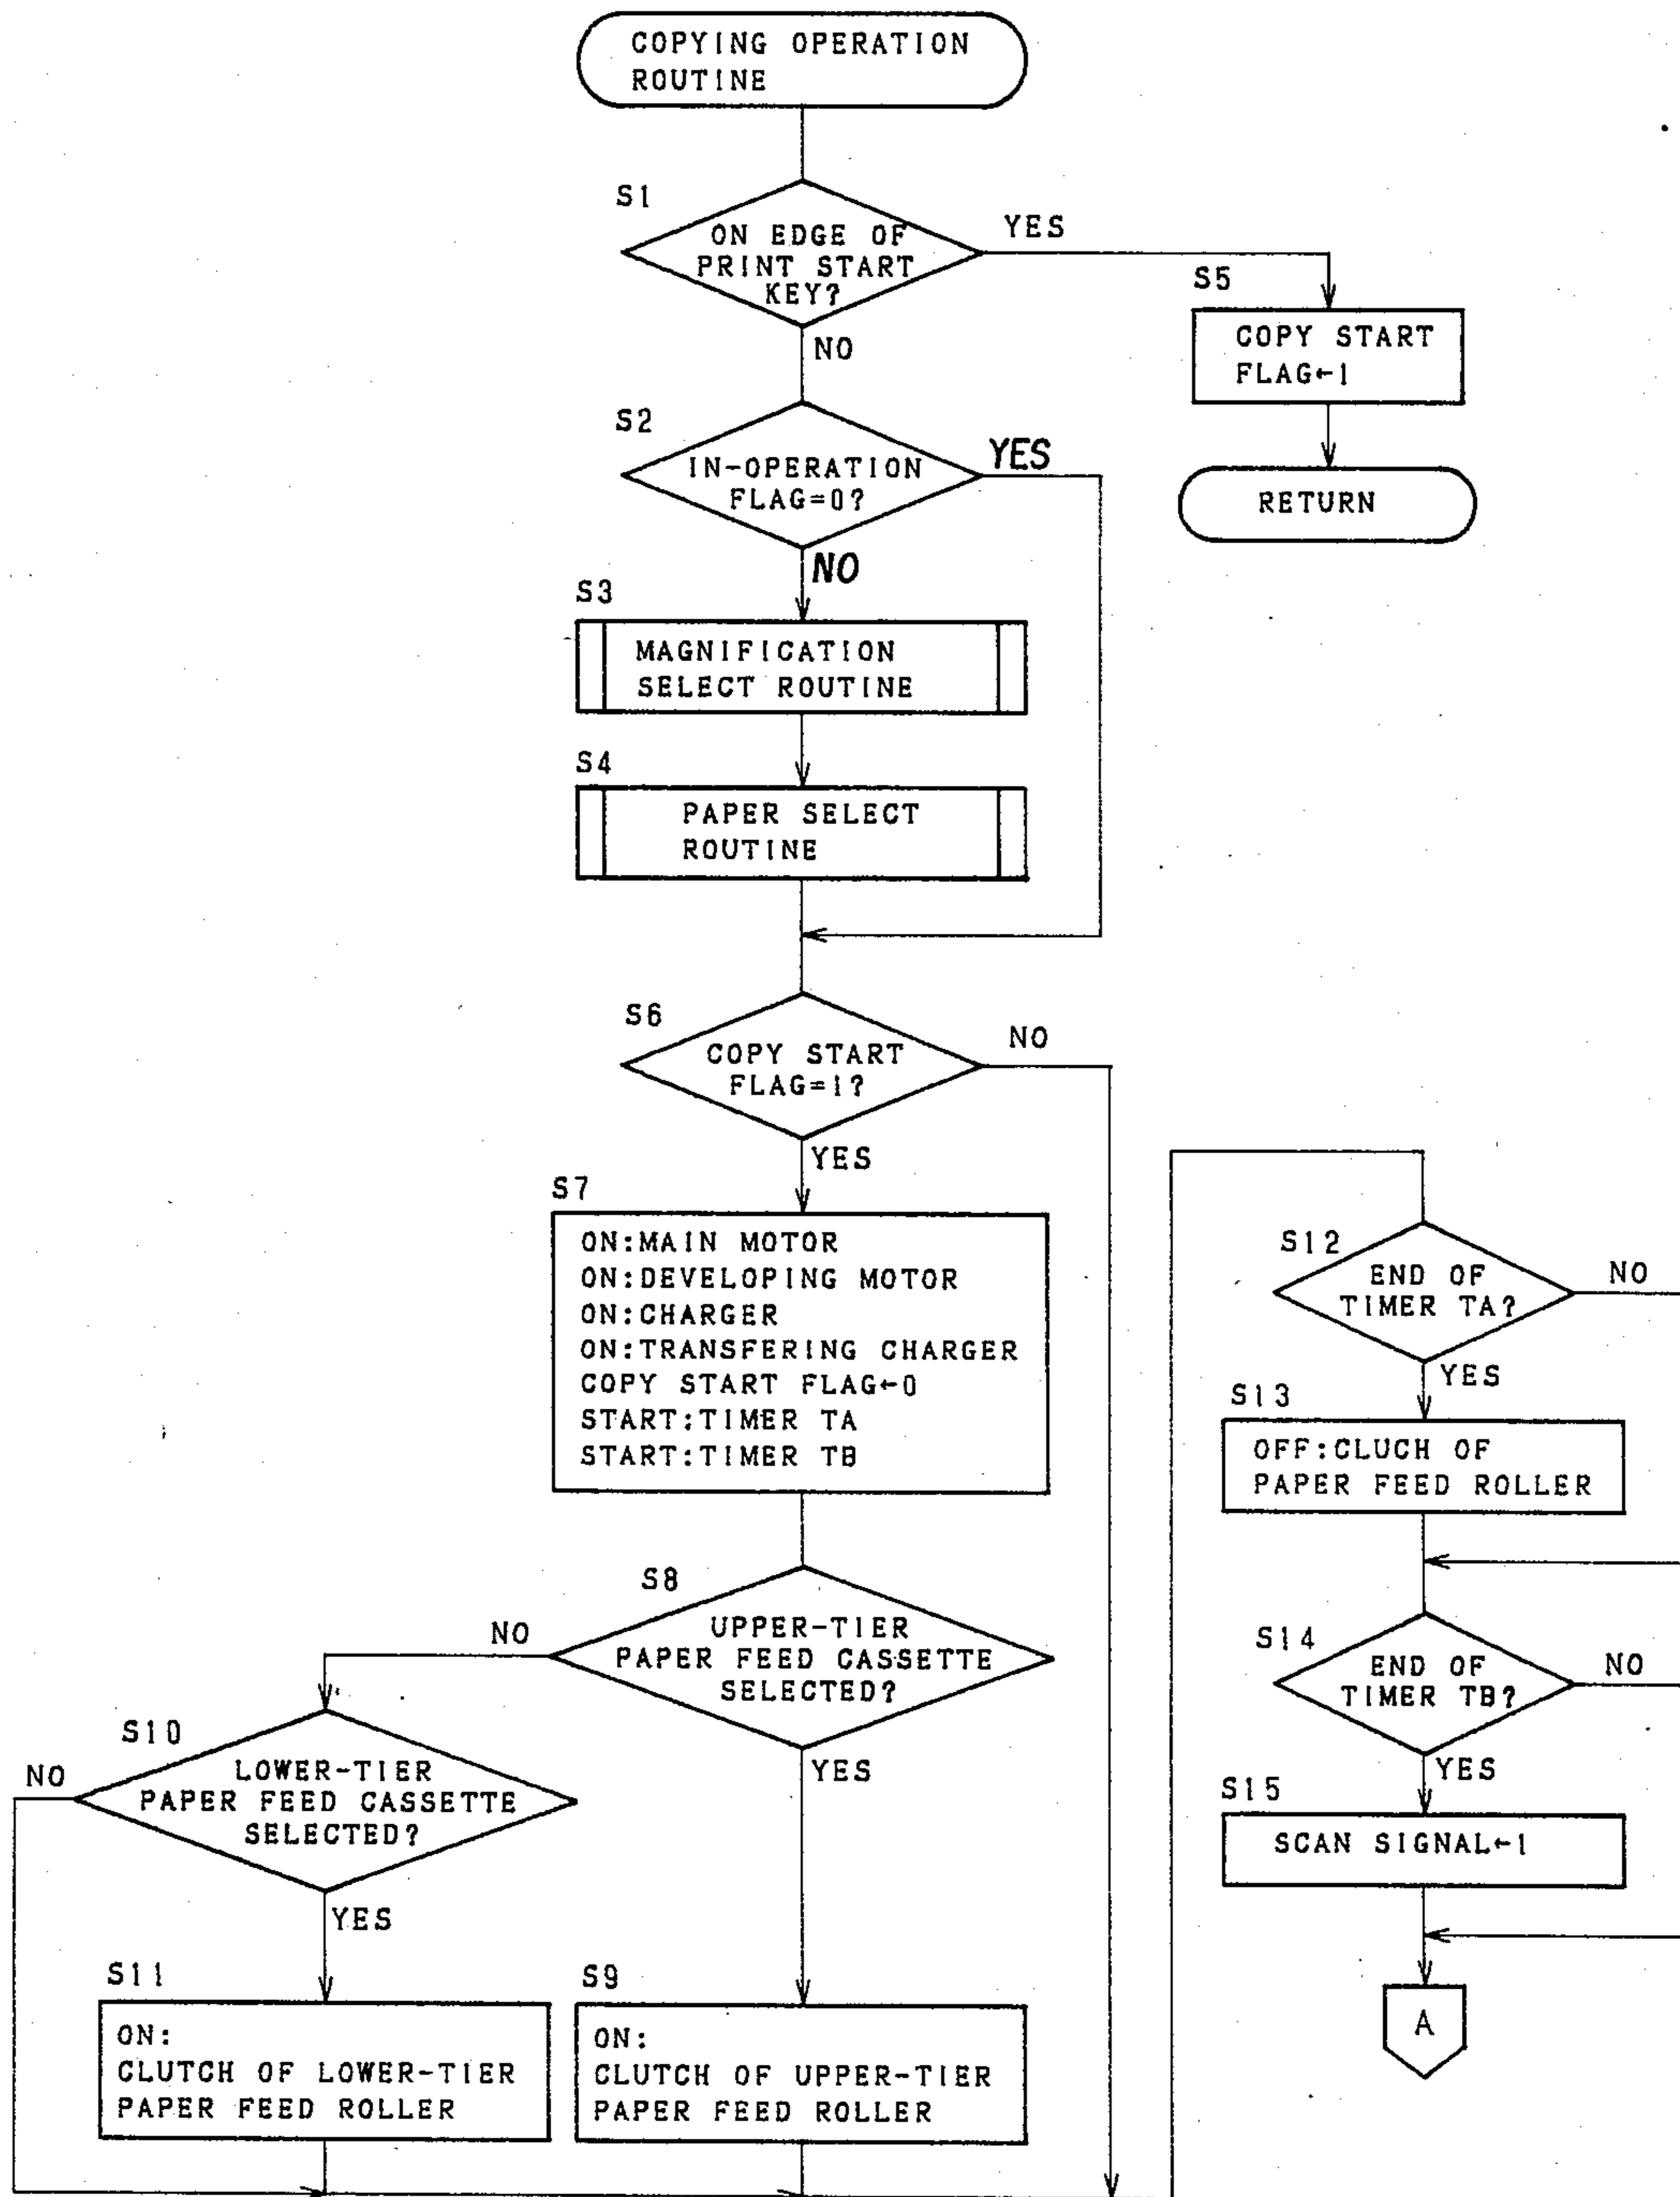 COPYING OPERATION
ROUTINE
S1
ON EDGE OF
PRINT START
KEY?
YES
NO
S5
COPY START
FLAG←1
RETURN
S2
IN-OPERATION
FLAG=0?
YES
NO
S3
MAGNIFICATION
SELECT ROUTINE
S4
PAPER SELECT
ROUTINE
S6
COPY START
FLAG=1?
NO
YES
S7
ON:MAIN MOTOR
ON:DEVELOPING MOTOR
ON:CHARGER
ON:TRANSFERING CHARGER
COPY START FLAG←0
START:TIMER TA
START:TIMER TB
S8
UPPER-TIER
PAPER FEED CASSETTE
SELECTED?
NO
YES
S10
LOWER-TIER
PAPER FEED CASSETTE
SELECTED?
NO
YES
S11
ON:
CLUTCH OF LOWER-TIER
PAPER FEED ROLLER
S9
ON:
CLUTCH OF UPPER-TIER
PAPER FEED ROLLER
S12
END OF
TIMER TA?
NO
YES
S13
OFF:CLUCH OF
PAPER FEED ROLLER
S14
END OF
TIMER TB?
NO
YES
S15
SCAN SIGNAL←1
A